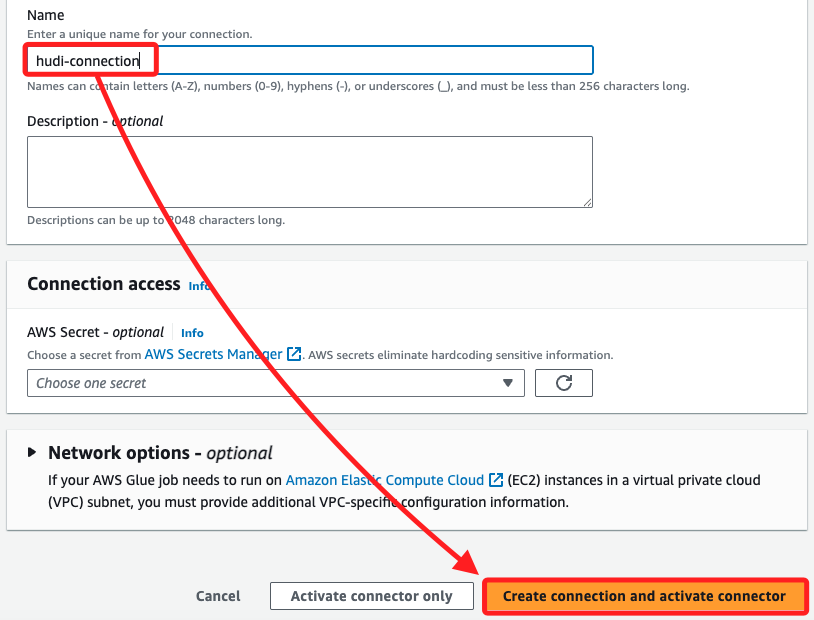 Name
Enter a unique name for your connection.
hudi-connection
Names can contain letters (A-Z), numbers (0-9), hyphens (-), or underscores (_), and must be less than 256 characters long.
Description - optional
Descriptions can be up to 2048 characters long.
Connection access Info
AWS Secret - optional Info
Choose a secret from AWS Secrets Manager. AWS secrets eliminate hardcoding sensitive information.
Choose one secret
Network options - optional
If your AWS Glue job needs to run on Amazon Elastic Compute Cloud (EC2) instances in a virtual private cloud
(VPC) subnet, you must provide additional VPC-specific configuration information.
Cancel Activate connector only Create connection and activate connector